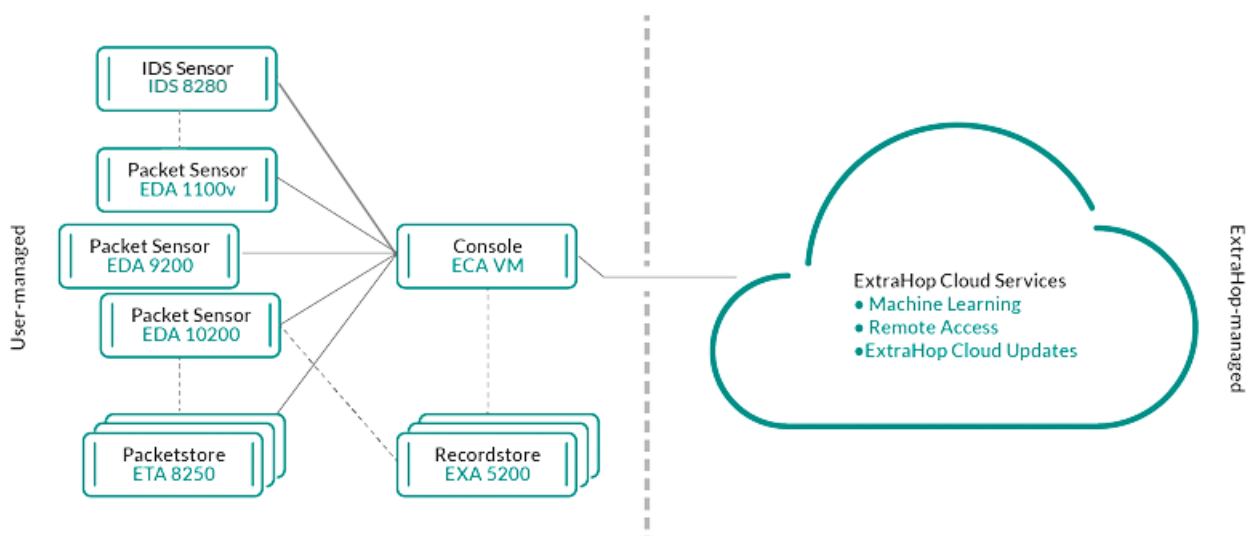 User-managed
IDS Sensor
IDS 8280
Packet Sensor
EDA 1100v
Packet Sensor
EDA 9200
Packet Sensor
EDA 10200
Packetstore
ETA 8250
Console
ECA VM
Recordstore
EXA 5200
ExtraHop Cloud Services
● Machine Learning
● Remote Access
●ExtraHop Cloud Updates
ExtraHop-managed